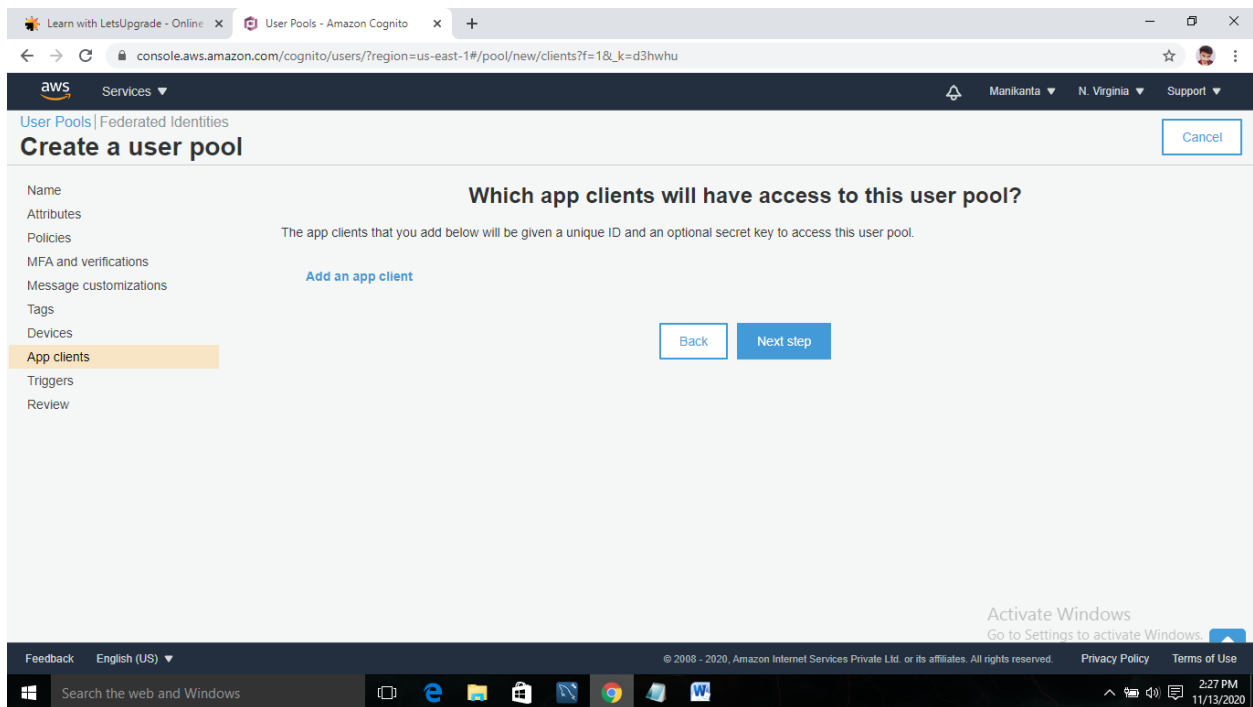 Learn with LetsUpgrade - Online
User Pools - Amazon Cognito
console.aws.amazon.com/cognito/users/?region=us-east-1#/pool/new/clients?f=1&_k=d3hwhu
aws Services Manikanta N. Virginia Support
User Pools | Federated Identities
Create a user pool
Cancel
Name
Attributes
Policies
MFA and verifications
Message customizations
Tags
Devices
App clients
Triggers
Review
Which app clients will have access to this user pool?
The app clients that you add below will be given a unique ID and an optional secret key to access this user pool.
Add an app client
Back Next step
Activate Windows
Go to Settings to activate Windows.
Feedback English (US) © 2008 - 2020, Amazon Internet Services Private Ltd. or its affiliates. All rights reserved. Privacy Policy Terms of Use
Search the web and Windows
2:27 PM
11/13/2020